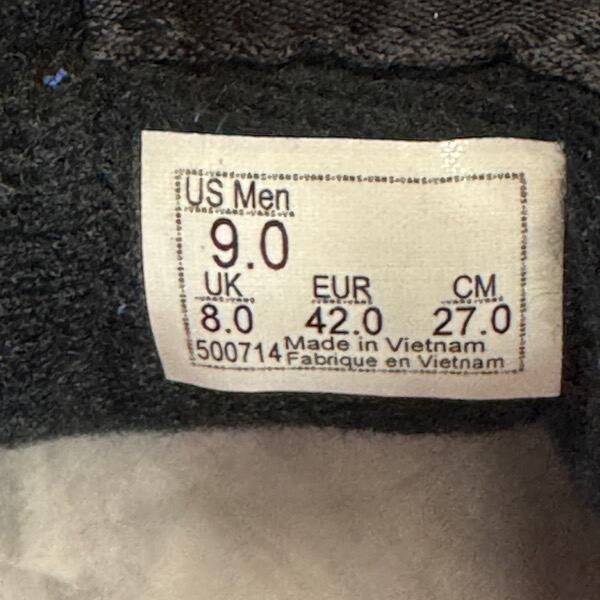 US Men
9.0
UK EUR CM
8.0 42.0 27.0
500714 Made in Vietnam
Fabrique en Vietnam